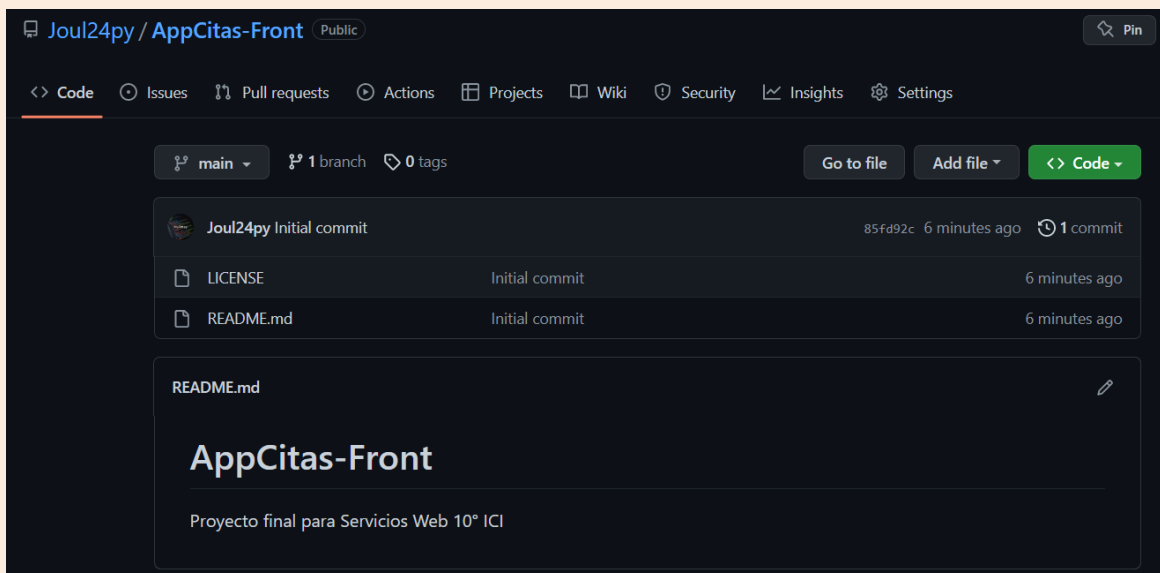 Joul24py / AppCitas-Front Public Pin
Code Issues Pull requests Actions Projects Wiki Security Insights Settings
main 1 branch 0 tags Go to file Add file Code
Joul24py Initial commit 85fd92c 6 minutes ago 1 commit
LICENSE Initial commit 6 minutes ago
README.md Initial commit 6 minutes ago
README.md
AppCitas-Front
Proyecto final para Servicios Web 10° ICI